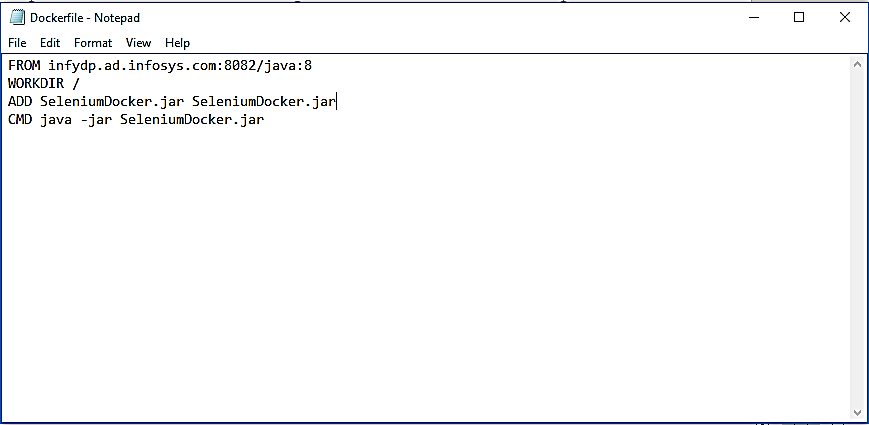 Dockerfile - Notepad
File Edit Format View Help
FROM infydp.ad.infosys.com:8082/java:8
WORKDIR /
ADD SeleniumDocker.jar SeleniumDocker.jar
CMD java -jar SeleniumDocker.jar